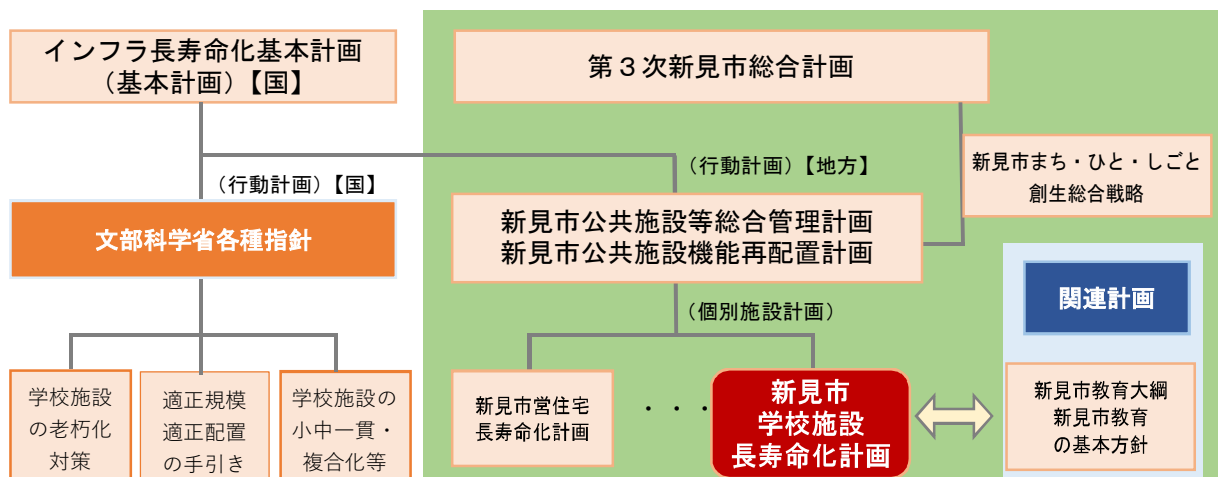 インフラ長寿命化基本計画
（基本計画）【国】
第３次新見市総合計画
（行動計画）【国】
（行動計画）【地方】
新見市まち・ひと・しごと
創生総合戦略
文部科学省各種指針
新見市公共施設等総合管理計画
新見市公共施設機能再配置計画
（個別施設計画）
関連計画
学校施設
の老朽化
対策
適正規模
適正配置
の手引き
学校施設の
小中一貫・
複合化等
新見市営住宅
長寿命化計画
・・・
新見市
学校施設
長寿命化計画
新見市教育大綱
新見市教育
の基本方針